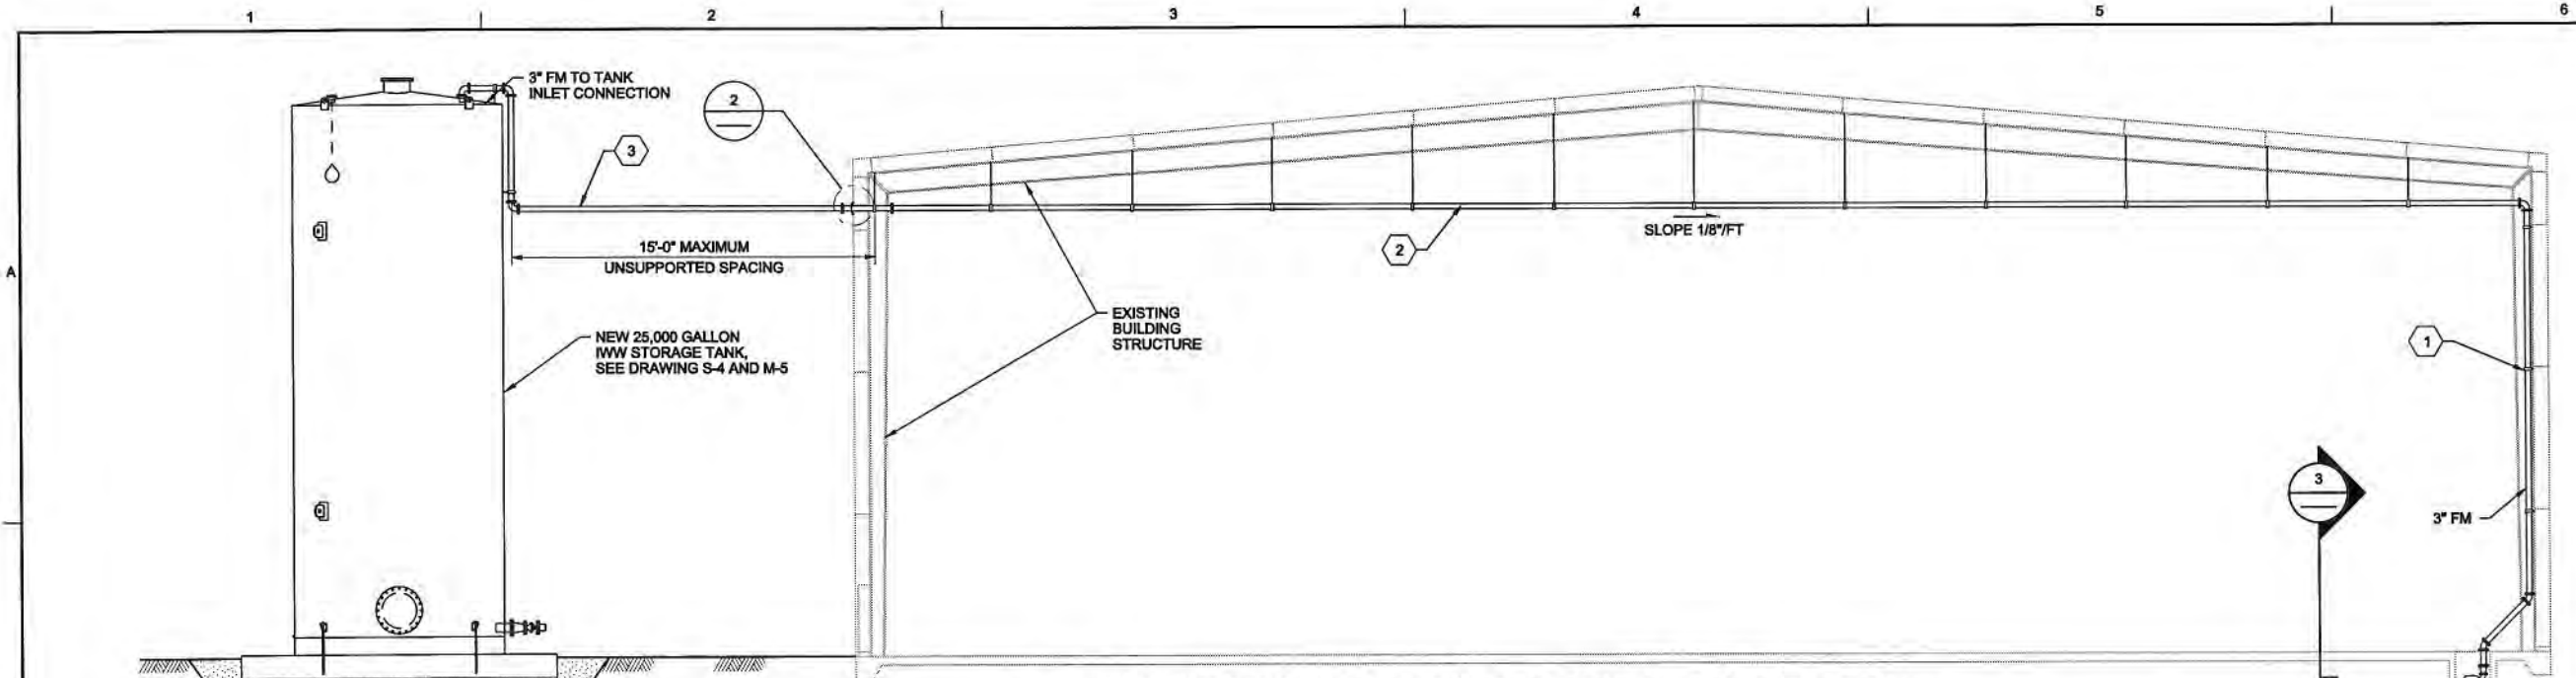 1
2
3
4
5
6
A
3" FM TO TANK
INLET CONNECTION
2
3
15'-0" MAXIMUM
UNSUPPORTED SPACING
2
SLOPE 1/8"/FT
EXISTING
BUILDING
STRUCTURE
NEW 25,000 GALLON
IWW STORAGE TANK,
SEE DRAWING S-4 AND M-5
1
3
3" FM